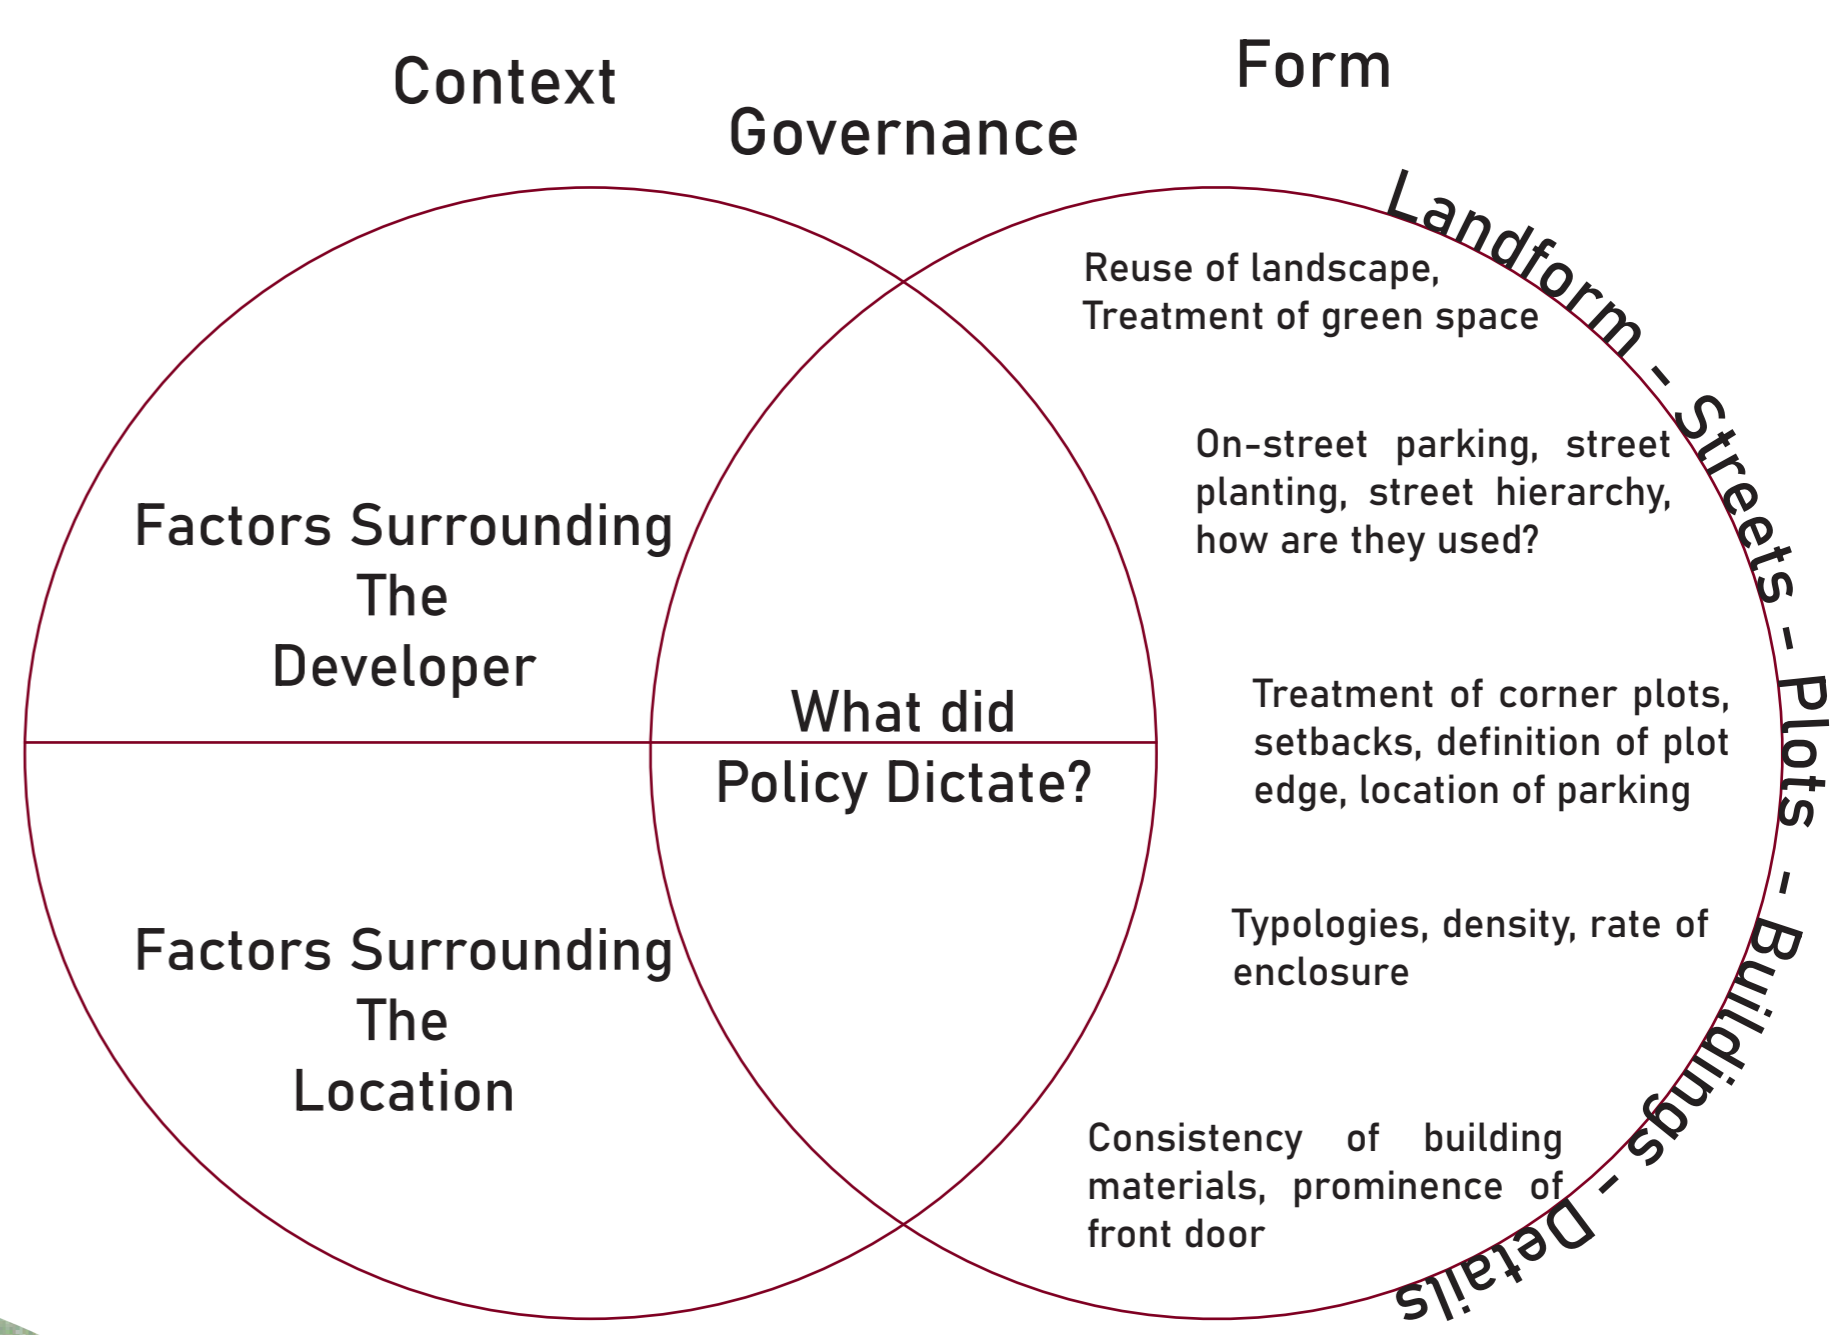 Context
Governance
Form
Factors Surrounding
The
Developer
Factors Surrounding
The
Location
What did
Policy Dictate?
Reuse of landscape,
Treatment of green space
On-street parking, street
planting, street hierarchy,
how are they used?
Treatment of corner plots,
setbacks, definition of plot
edge, location of parking
Typologies, density, rate of
enclosure
Consistency of building
materials, prominence of
front door
Landform - Streets - Plots - Buildings - Details